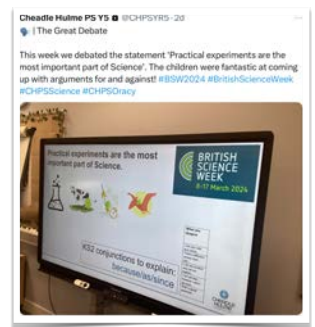 Cheadle Hulme PS Y5 @CHPSYR5 · 2d
| The Great Debate
This week we debated the statement 'Practical experiments are the
most important part of Science'. The children were fantastic at coming
up with arguments for and against! #BSW2024 #BritishScienceWeek
#CHPSScience #CHPSOracy
Practical experiments are the most
important part of Science.
BRITISH
SCIENCE
WEEK
8-17 March 2024
KS2 conjunctions to explain:
because/as/since